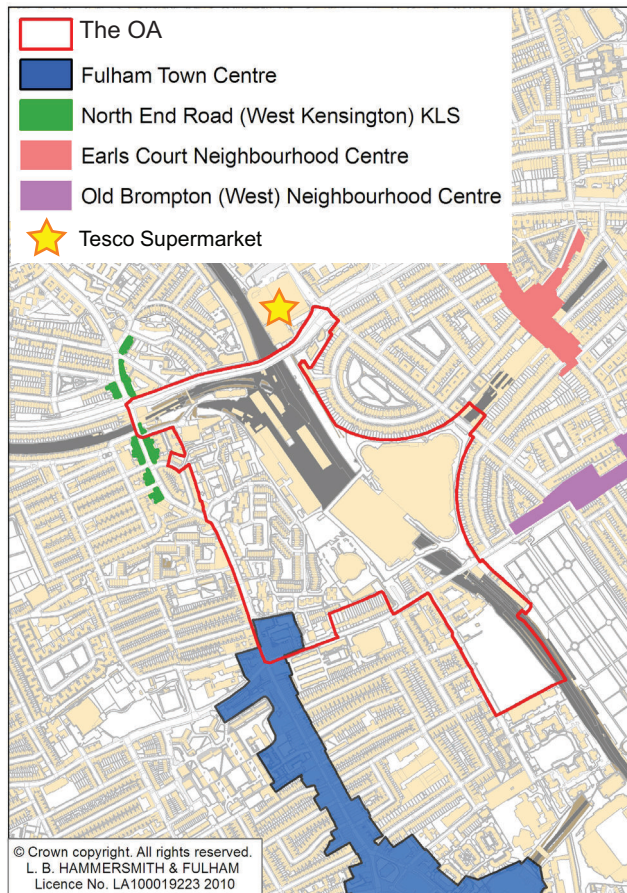 The OA
Fulham Town Centre
North End Road (West Kensington) KLS
Earls Court Neighbourhood Centre
Old Brompton (West) Neighbourhood Centre
Tesco Supermarket
© Crown copyright. All rights reserved.
L. B. HAMMERSMITH & FULHAM
Licence No. LA100019223 2010